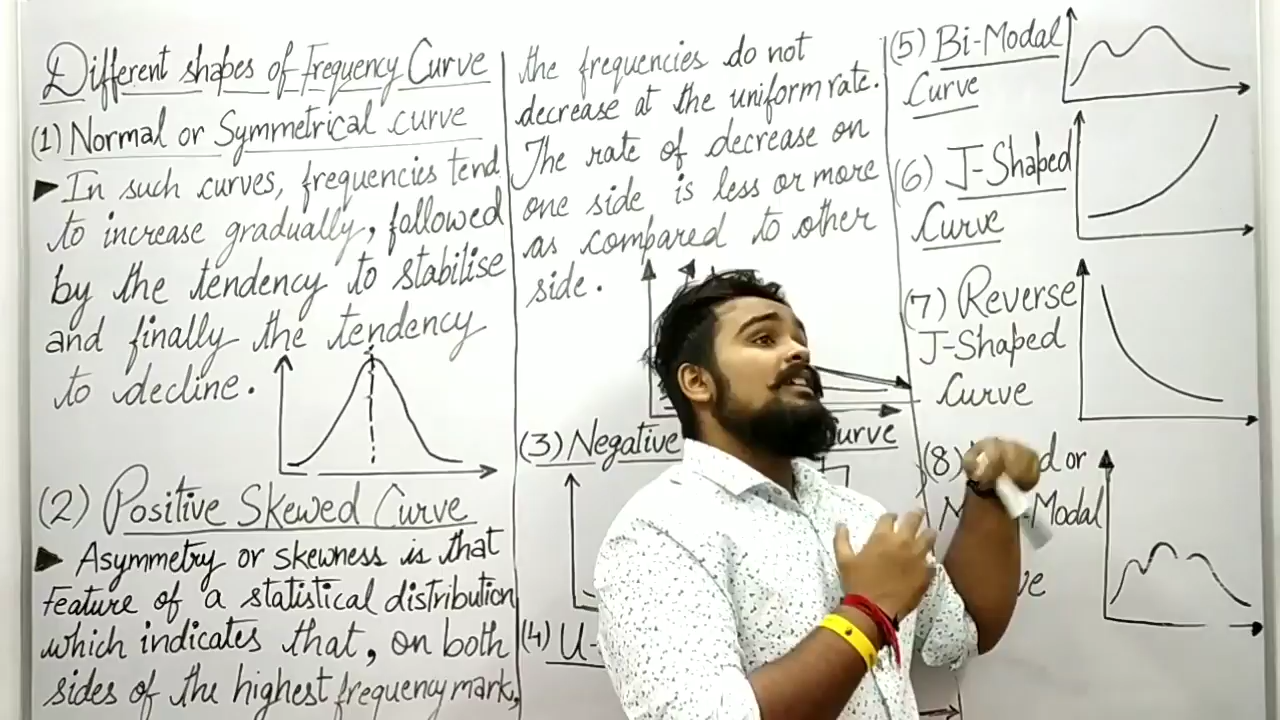 Different shapes of Frequency Curve
(1) Normal or Symmetrical curve
In such curves, frequencies tend
to increase gradually, followed
by the tendency to stabilise
and finally the tendency
to decline.
(2) Positive Skewed Curve
Asymmetry or skewness is that
feature of a statistical distribution
which indicates that, on both
sides of the highest frequency mark,
the frequencies do not
decrease at the uniform rate.
The rate of decrease on
one side is less or more
as compared to other
side.
(3) Negative urve
(4) U-
(5) Bi-Modal
Curve
(6) J-Shaped
Curve
(7) Reverse
J-Shaped
Curve
(8) d or
-Modal